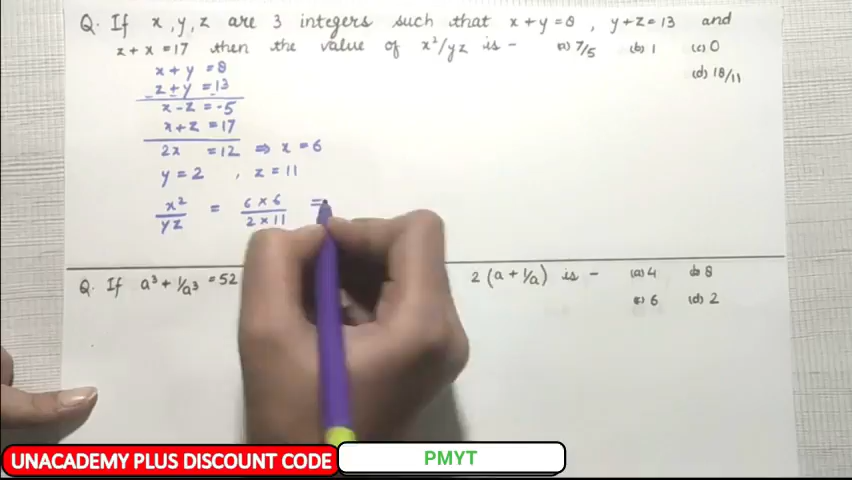 Q. If x, y, z are 3 integers such that x + y = 8 , y + z = 13 and
z + x = 17 then the value of x²/yz is - (a) 7/5 (b) 1 (c) 0
(d) 18/11
x + y = 8
z + y = 13
- - -
x - z = -5
x + z = 17
2x = 12 ⇒ x = 6
y = 2 , z = 11
x²/yz = 6 × 6/2 × 11 =
Q. If a³ + 1/a³ = 52 2 (a + 1/a) is - (a) 4 (b) 8
(c) 6 (d) 2
UNACADEMY PLUS DISCOUNT CODE PMYT